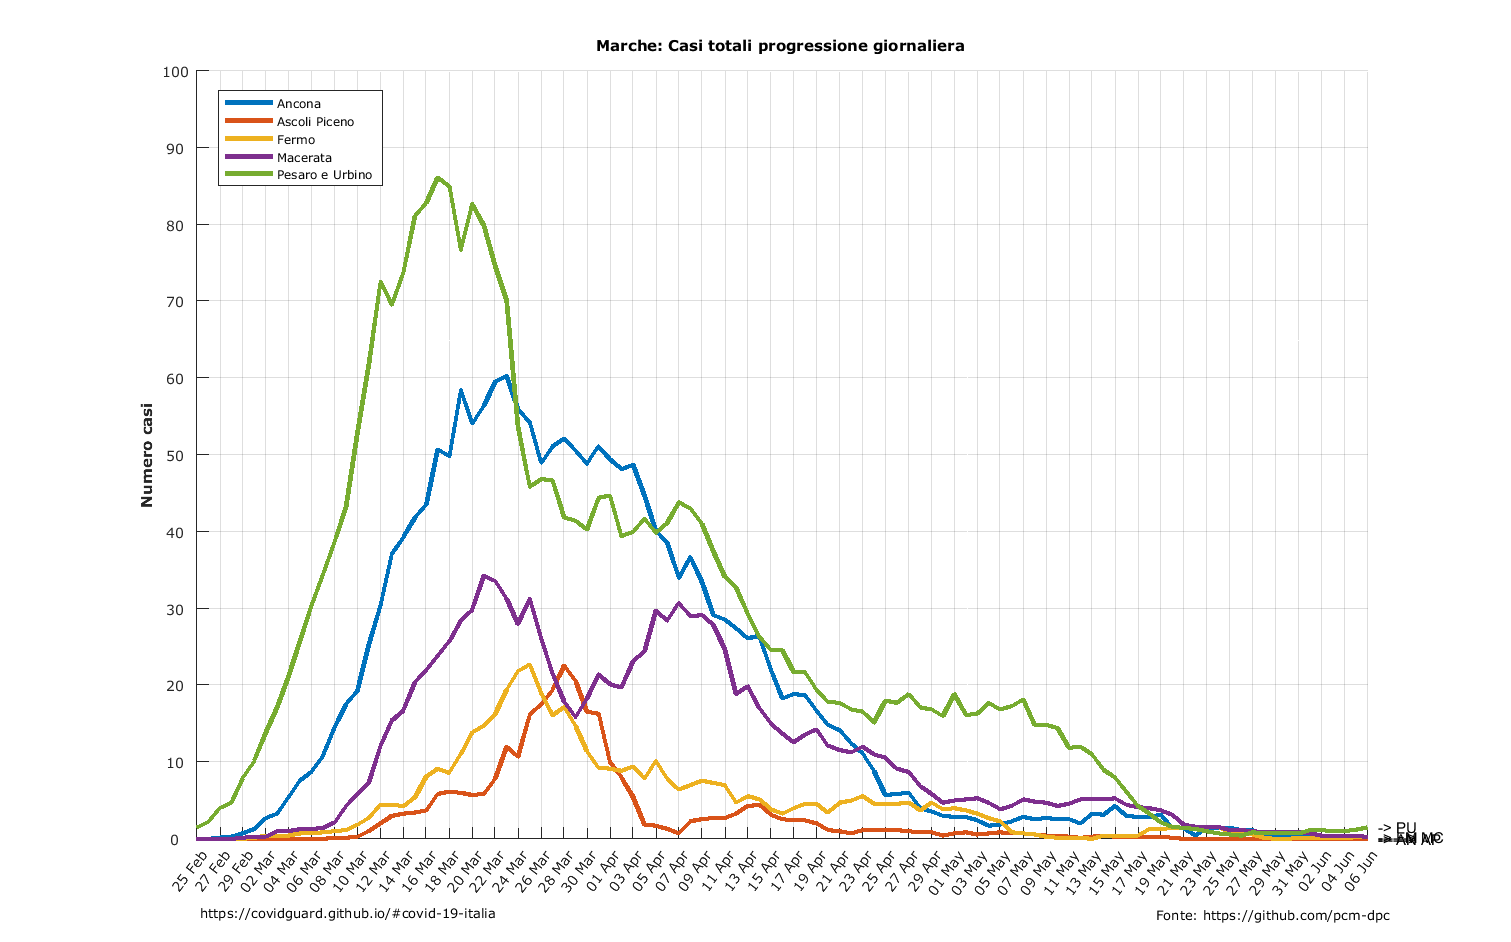 Marche: Casi totali progressione giornaliera
100
90
80
70
60
50
40
30
20
10
0
Numero casi
Ancona
Ascoli Piceno
Fermo
Macerata
Pesaro e Urbino
-> PU
25 Feb
27 Feb
29 Feb
02 Mar
04 Mar
06 Mar
08 Mar
10 Mar
12 Mar
14 Mar
16 Mar
18 Mar
20 Mar
22 Mar
24 Mar
26 Mar
28 Mar
30 Mar
01 Apr
03 Apr
05 Apr
07 Apr
09 Apr
11 Apr
13 Apr
15 Apr
17 Apr
19 Apr
21 Apr
23 Apr
25 Apr
27 Apr
29 Apr
01 May
03 May
05 May
07 May
09 May
11 May
13 May
15 May
17 May
19 May
21 May
23 May
25 May
27 May
29 May
31 May
02 Jun
04 Jun
06 Jun
https://covidguard.github.io/#covid-19-italia
Fonte: https://github.com/pcm-dpc